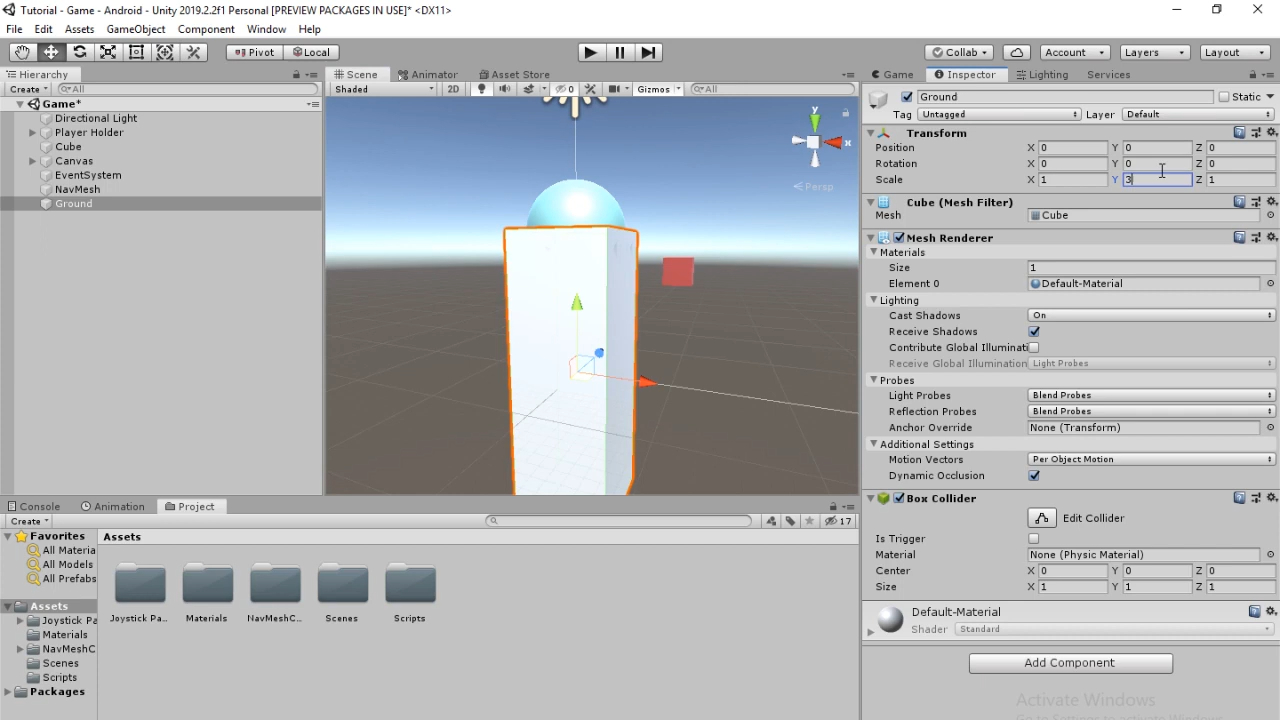 Tutorial - Game - Android - Unity 2019.2.2f1 Personal [PREVIEW PACKAGES IN USE]* <DX11>
File Edit Assets GameObject Component Window Help
Pivot Local Collab Account Layers Layout
Hierarchy Scene Animator Asset Store Game Inspector Lighting Services
Create All Shaded 2D 0 Gizmos All
Game*
Directional Light
Player Holder
Cube
Canvas
EventSystem
NavMesh
Ground
y
x
Persp
Ground Static
Tag Untagged Layer Default
Transform
Position X 0 Y 0 Z 0
Rotation X 0 Y 0 Z 0
Scale X 1 Y 3 Z 1
Cube (Mesh Filter)
Mesh Cube
Mesh Renderer
Materials
Size 1
Element 0 Default-Material
Lighting
Cast Shadows On
Receive Shadows
Contribute Global Illuminat
Receive Global Illumination Light Probes
Probes
Light Probes Blend Probes
Reflection Probes Blend Probes
Anchor Override None (Transform)
Additional Settings
Motion Vectors Per Object Motion
Dynamic Occlusion
Box Collider
Edit Collider
Is Trigger
Material None (Physic Material)
Center X 0 Y 0 Z 0
Size X 1 Y 1 Z 1
Default-Material
Shader Standard
Add Component
Activate Windows
Go to Settings to activate Windows.
Console Animation Project
Create 17
Favorites
All Materia
All Models
All Prefabs
Assets
Joystick Pa
Materials
NavMeshC
Scenes
Scripts
Packages
Assets
Joystick Pa... Materials NavMeshC... Scenes Scripts